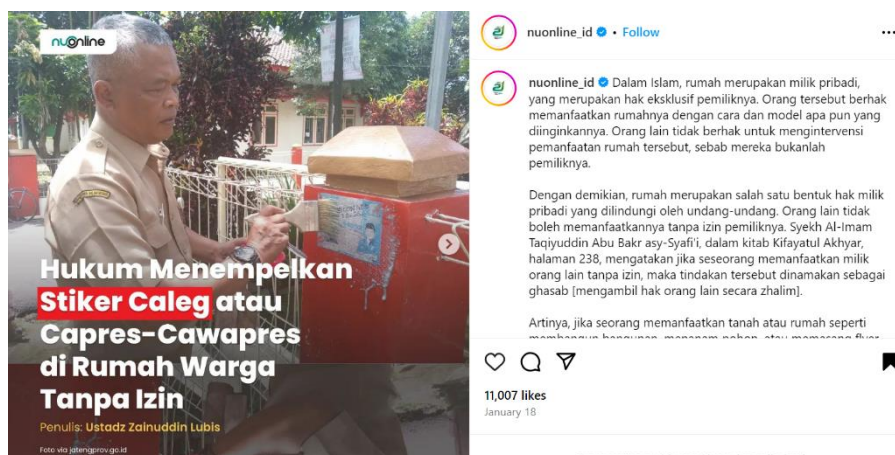 nuonline
Hukum Menempelkan
Stiker Caleg atau
Capres-Cawapres
di Rumah Warga
Tanpa Izin
Penulis: Ustadz Zainuddin Lubis
Foto via jatengprov.go.id
nuonline_id • Follow
nuonline_id Dalam Islam, rumah merupakan milik pribadi,
yang merupakan hak eksklusif pemiliknya. Orang tersebut berhak
memanfaatkan rumahnya dengan cara dan model apa pun yang
diinginkannya. Orang lain tidak berhak untuk mengintervensi
pemanfaatan rumah tersebut, sebab mereka bukanlah
pemiliknya.
Dengan demikian, rumah merupakan salah satu bentuk hak milik
pribadi yang dilindungi oleh undang-undang. Orang lain tidak
boleh memanfaatkannya tanpa izin pemiliknya. Syekh Al-Imam
Taqiyuddin Abu Bakr asy-Syafi'i, dalam kitab Kifayatul Akhyar,
halaman 238, mengatakan jika seseorang memanfaatkan milik
orang lain tanpa izin, maka tindakan tersebut dinamakan sebagai
ghasab [mengambil hak orang lain secara zhalim].
Artinya, jika seorang memanfaatkan tanah atau rumah seperti
membangun bangunan, menanam pohon, atau memasang flyer
11,007 likes
January 18